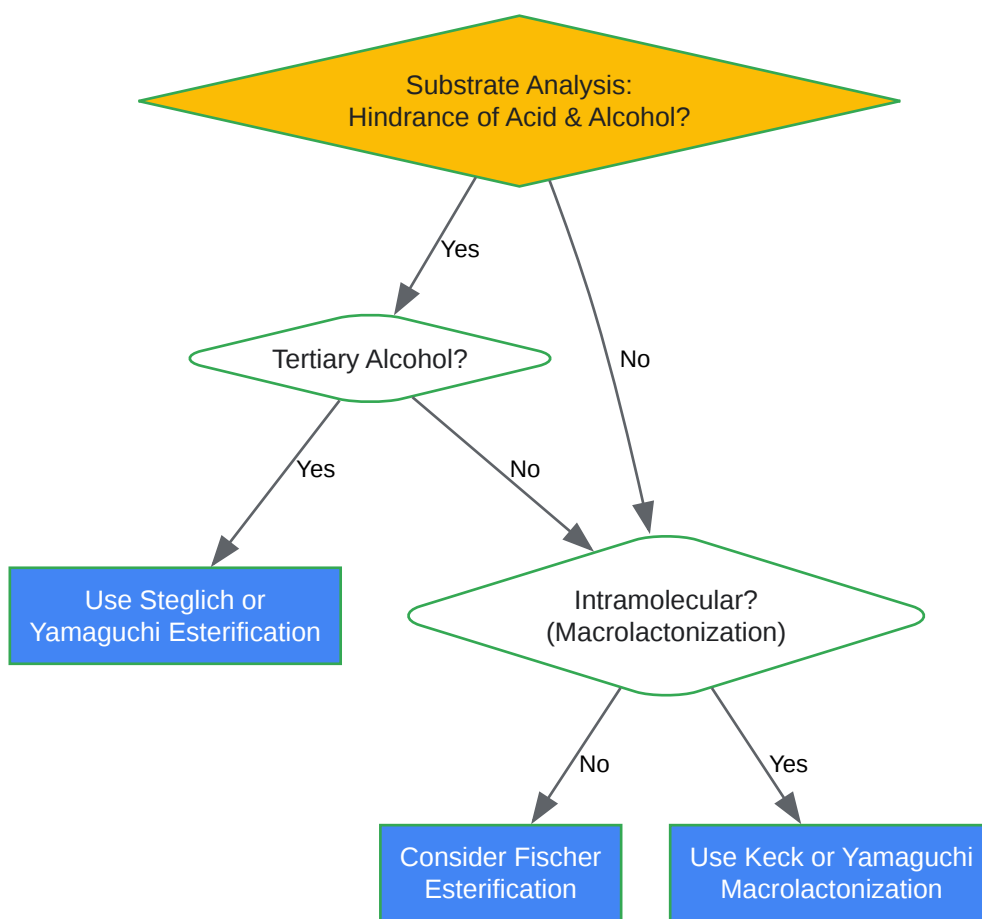 Substrate Analysis:
Hindrance of Acid & Alcohol?
Yes
Tertiary Alcohol?
No
Yes
No
Use Steglich or
Yamaguchi Esterification
Intramolecular?
(Macrolactonization)
No
Yes
Consider Fischer
Esterification
Use Keck or Yamaguchi
Macrolactonization